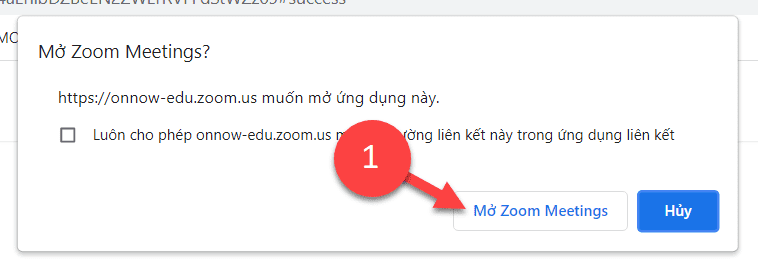 MO
Mở Zoom Meetings?
https://onnow-edu.zoom.us muốn mở ứng dụng này.
Luôn cho phép onnow-edu.zoom.us liên kết này trong ứng dụng liên kết
1
Mở Zoom Meetings
Hủy